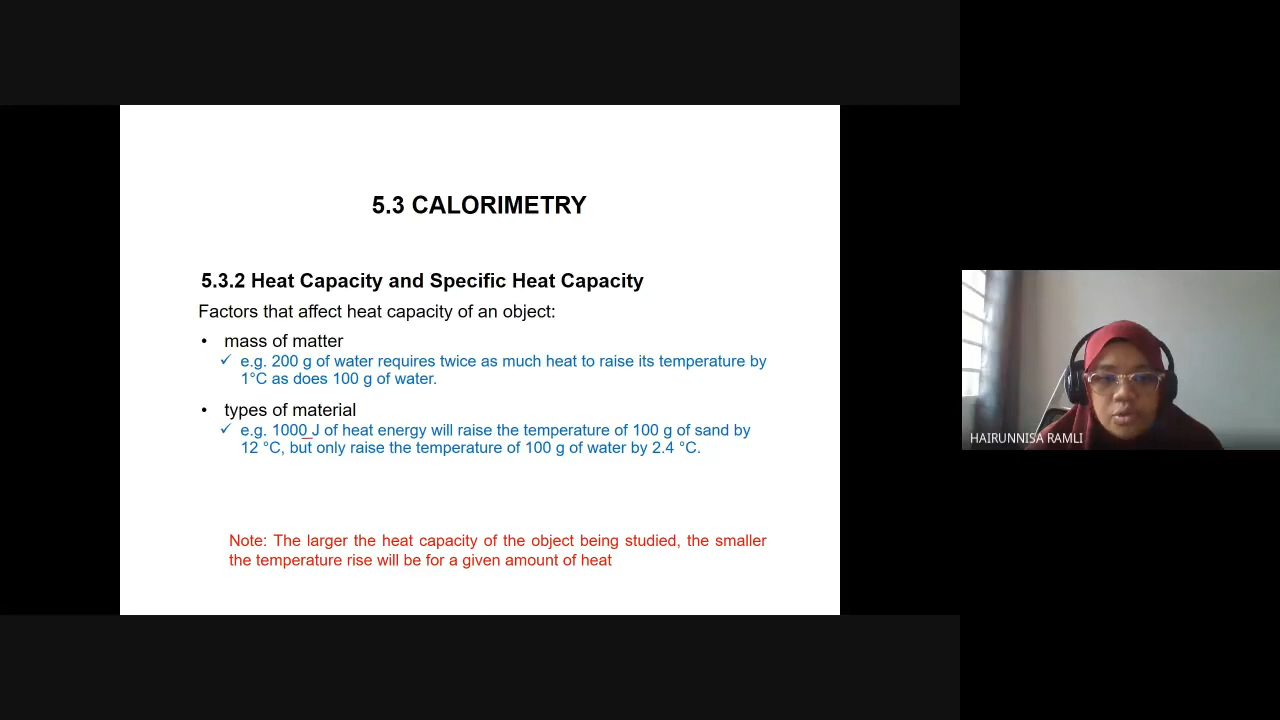 5.3 CALORIMETRY
5.3.2 Heat Capacity and Specific Heat Capacity
Factors that affect heat capacity of an object:
• mass of matter
✓ e.g. 200 g of water requires twice as much heat to raise its temperature by
1°C as does 100 g of water.
• types of material
✓ e.g. 1000 J of heat energy will raise the temperature of 100 g of sand by
12 °C, but only raise the temperature of 100 g of water by 2.4 °C.
Note: The larger the heat capacity of the object being studied, the smaller
the temperature rise will be for a given amount of heat
HAIRUNNISA RAMLI